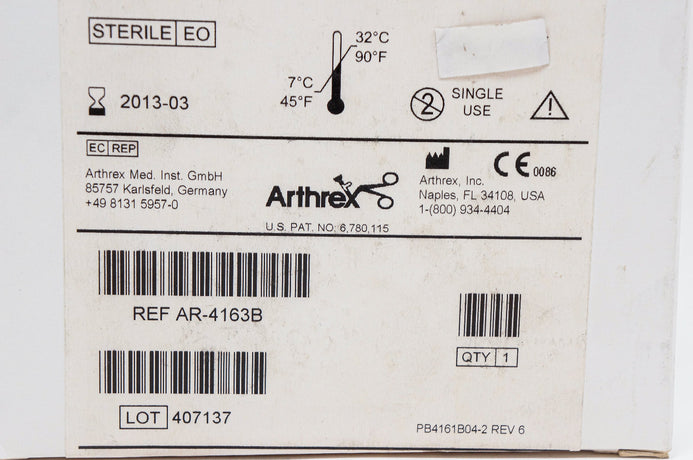 STERILE EO
32°C
90°F
7°C
45°F
2013-03
2
SINGLE
USE
EC REP
Arthrex Med. Inst. GmbH
85757 Karlsfeld, Germany
+49 8131 5957-0
Arthrex
U.S. PAT. NO: 6,780,115
CE 0086
Arthrex, Inc.
Naples, FL 34108, USA
1-(800) 934-4404
REF AR-4163B
QTY 1
LOT 407137
PB4161B04-2 REV 6